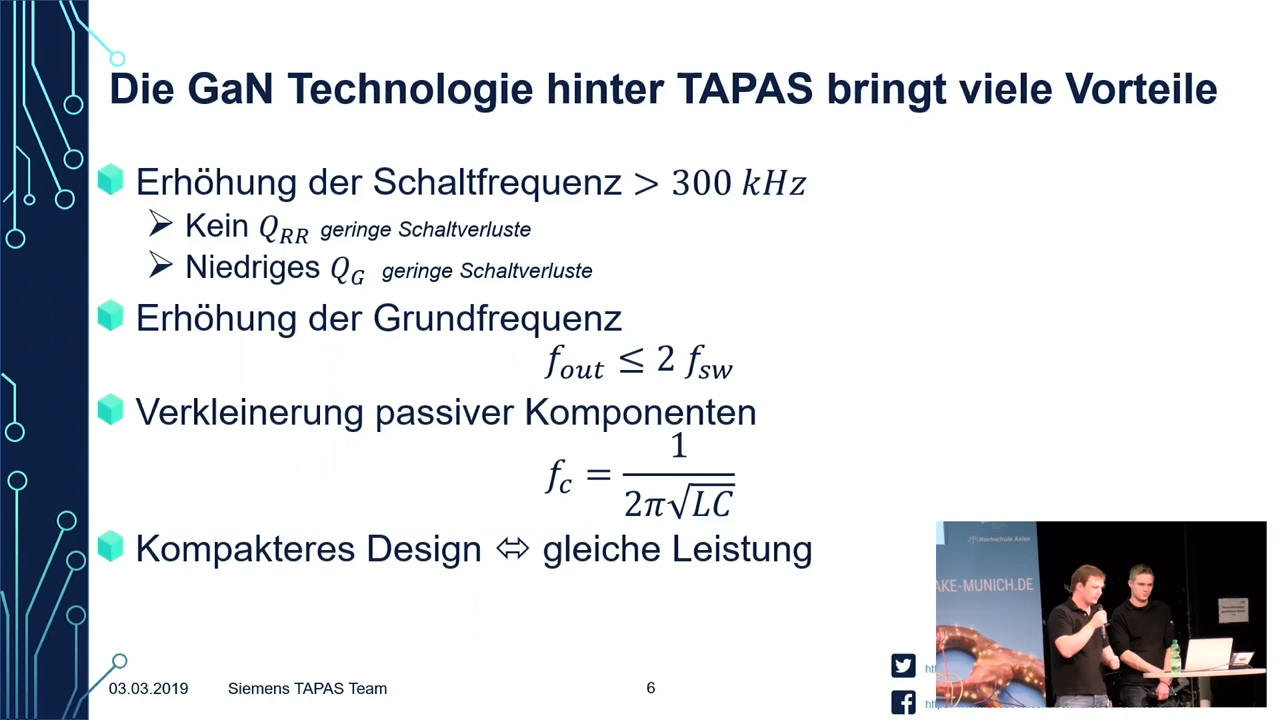 Die GaN Technologie hinter TAPAS bringt viele Vorteile
Erhöhung der Schaltfrequenz > 300 kHz
Kein Q_RR geringe Schaltverluste
Niedriges Q_G geringe Schaltverluste
Erhöhung der Grundfrequenz
f_out ≤ 2 f_sw
Verkleinerung passiver Komponenten
f_c = 1 / (2π√LC)
Kompakteres Design ⇔ gleiche Leistung
03.03.2019 Siemens TAPAS Team 6
Hochschule
AKE-MUNICH.DE